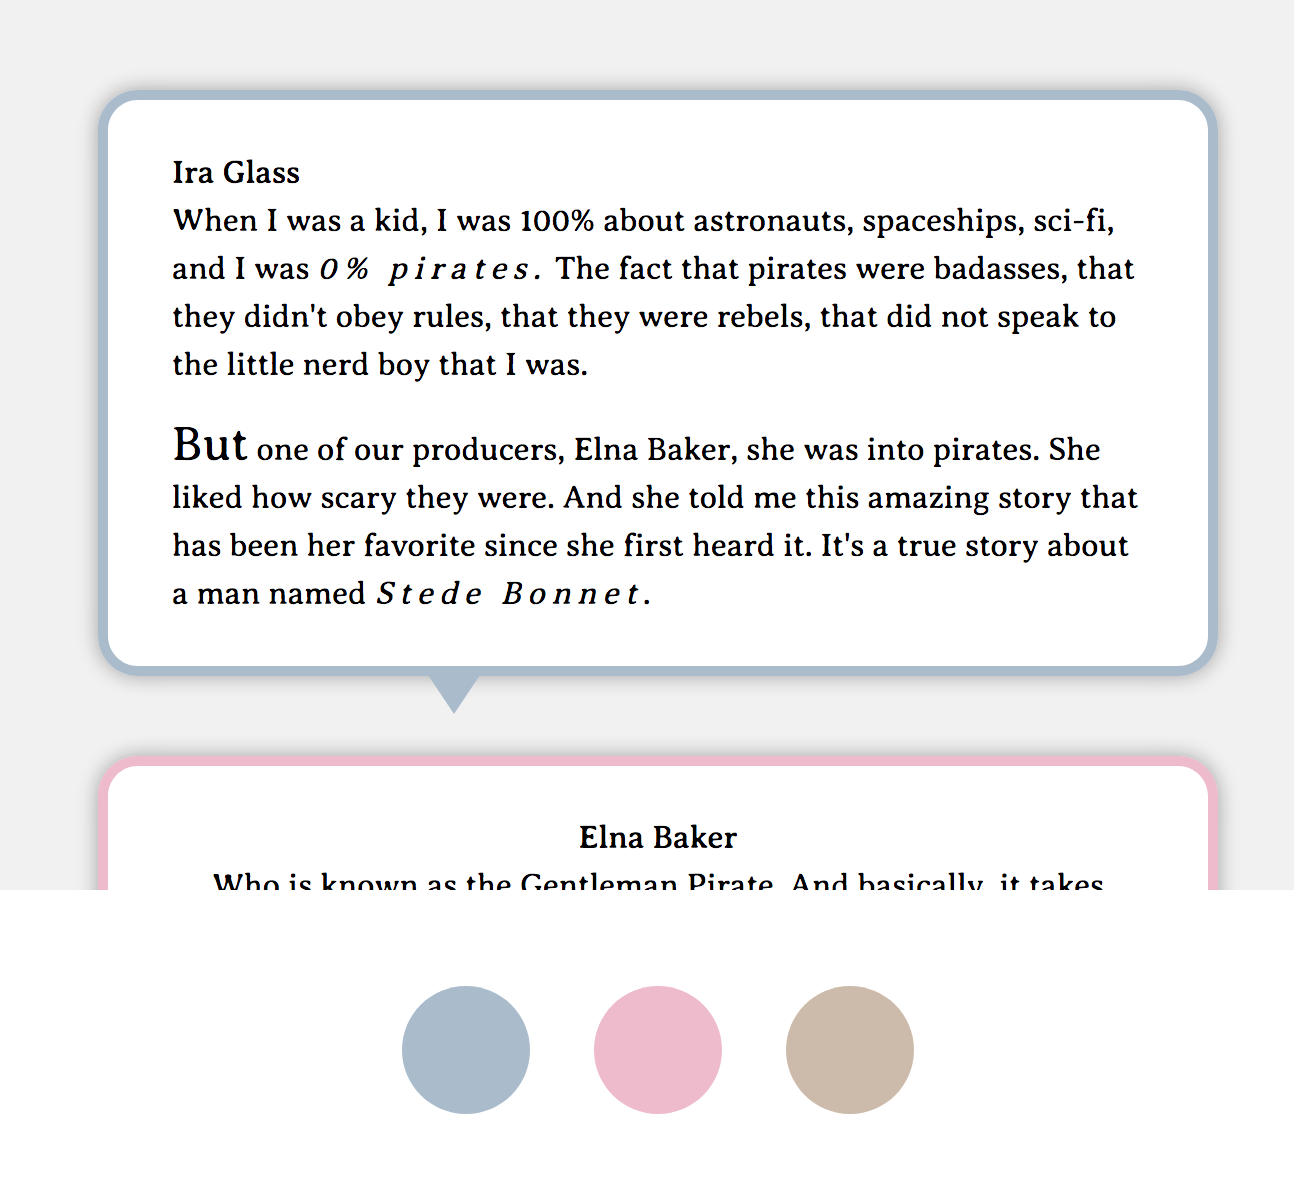 Ira Glass
When I was a kid, I was 100% about astronauts, spaceships, sci-fi,
and I was 0% pirates. The fact that pirates were badasses, that
they didn't obey rules, that they were rebels, that did not speak to
the little nerd boy that I was.
But one of our producers, Elna Baker, she was into pirates. She
liked how scary they were. And she told me this amazing story that
has been her favorite since she first heard it. It's a true story about
a man named Stede Bonnet.
Elna Baker
Who is known as the Gentleman Pirate. And basically, it takes